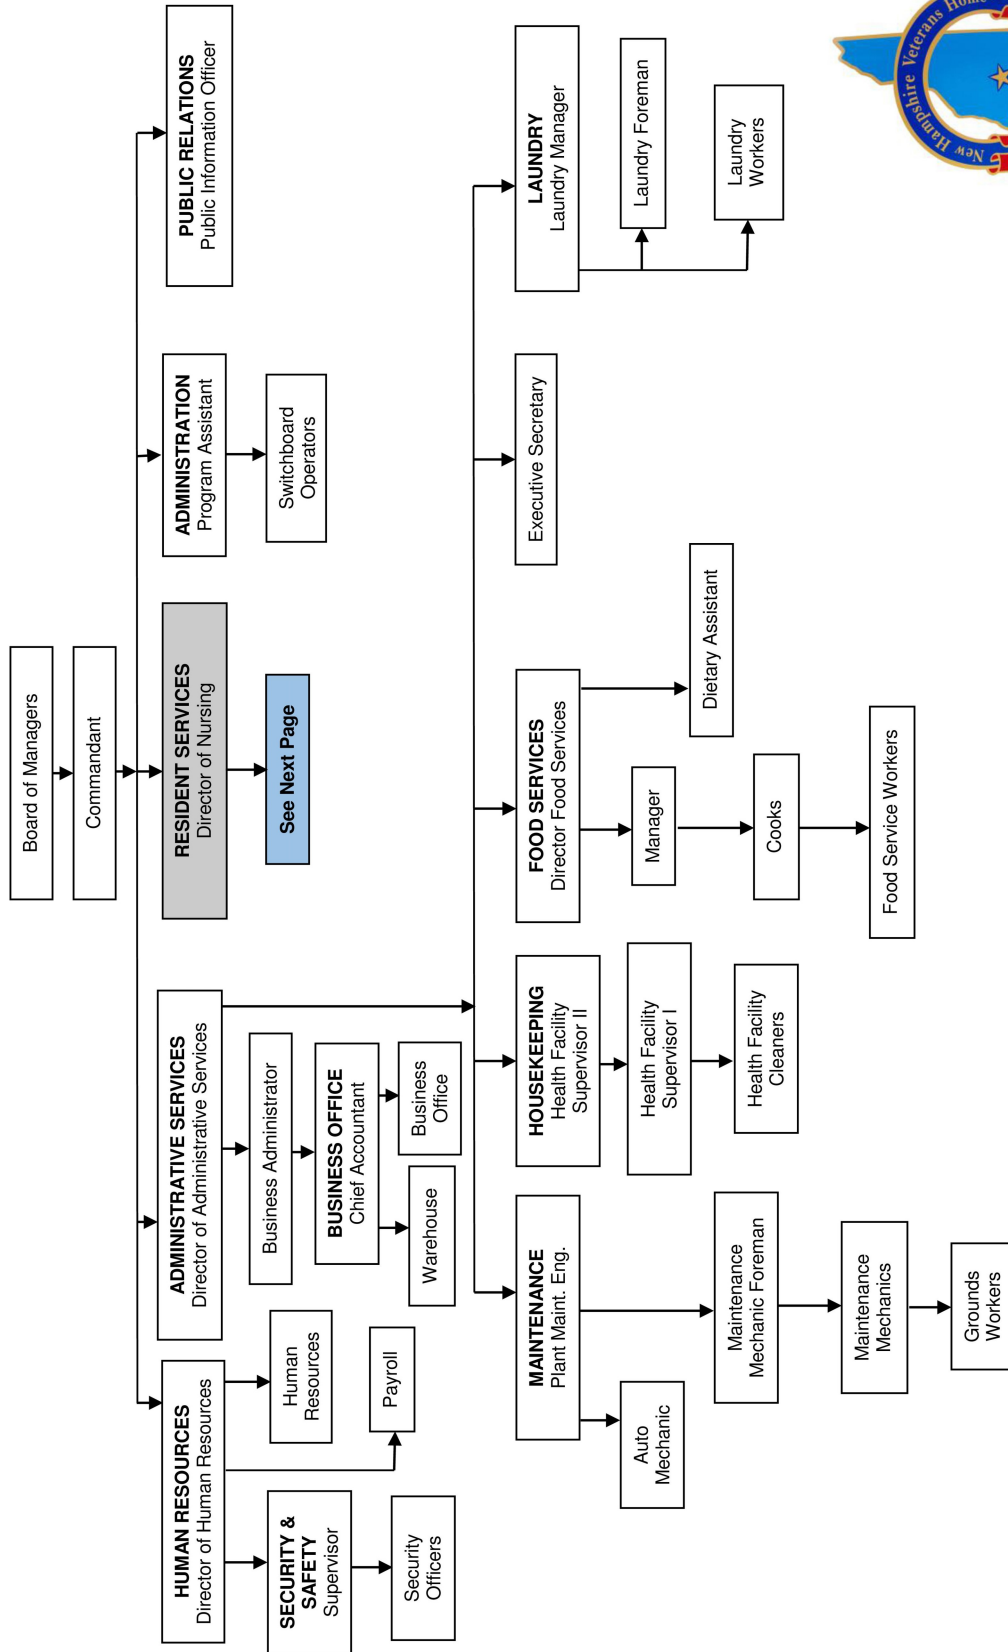 Board of Managers
Commandant
HUMAN RESOURCES
Director of Human Resources
ADMINISTRATIVE SERVICES
Director of Administrative Services
RESIDENT SERVICES
Director of Nursing
ADMINISTRATION
Program Assistant
PUBLIC RELATIONS
Public Information Officer
SECURITY &
SAFETY
Supervisor
Human
Resources
Business Administrator
See Next Page
Switchboard
Operators
Security
Officers
Payroll
BUSINESS OFFICE
Chief Accountant
Warehouse
Business
Office
MAINTENANCE
Plant Maint. Eng.
HOUSEKEEPING
Health Facility
Supervisor II
FOOD SERVICES
Director Food Services
Executive Secretary
LAUNDRY
Laundry Manager
Auto
Mechanic
Health Facility
Supervisor I
Manager
Dietary Assistant
Laundry Foreman
Maintenance
Mechanic Foreman
Health Facility
Cleaners
Cooks
Laundry
Workers
Maintenance
Mechanics
Food Service Workers
Grounds
Workers
New Hampshire Veterans Home